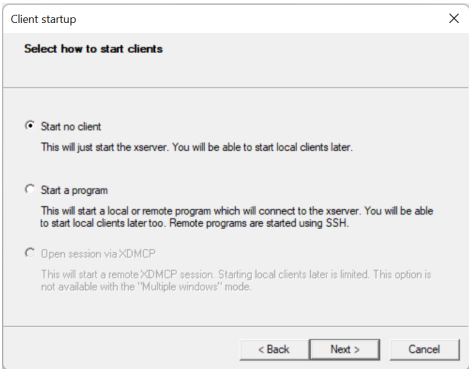 Client startup
Select how to start clients
Start no client
This will just start the xserver. You will be able to start local clients later.
Start a program
This will start a local or remote program which will connect to the xserver. You will be able
to start local clients later too. Remote programs are started using SSH.
Open session via XDMCP
This will start a remote XDMCP session. Starting local clients later is limited. This option is
not available with the "Multiple windows" mode.
< Back Next > Cancel